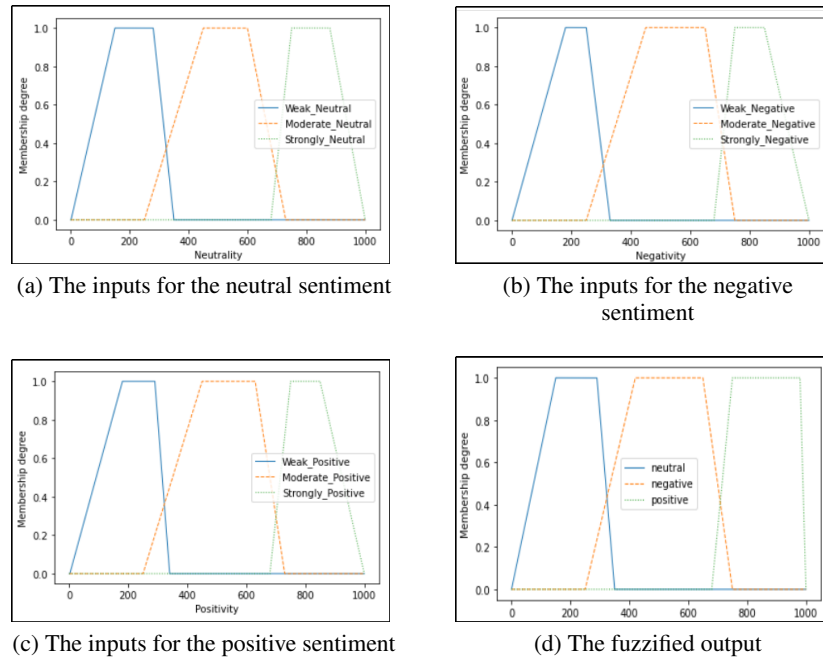 1.0
0.8
0.6
0.4
0.2
0.0
Membership degree
Weak_Neutral
Moderate_Neutral
Strongly_Neutral
0 200 400 600 800 1000
Neutrality
(a) The inputs for the neutral sentiment
1.0
0.8
0.6
0.4
0.2
0.0
Membership degree
Weak_Negative
Moderate_Negative
Strongly_Negative
0 200 400 600 800 1000
Negativity
(b) The inputs for the negative
sentiment
1.0
0.8
0.6
0.4
0.2
0.0
Membership degree
Weak_Positive
Moderate_Positive
Strongly_Positive
0 200 400 600 800 1000
Positivity
(c) The inputs for the positive sentiment
1.0
0.8
0.6
0.4
0.2
0.0
Membership degree
neutral
negative
positive
0 200 400 600 800 1000
(d) The fuzzified output